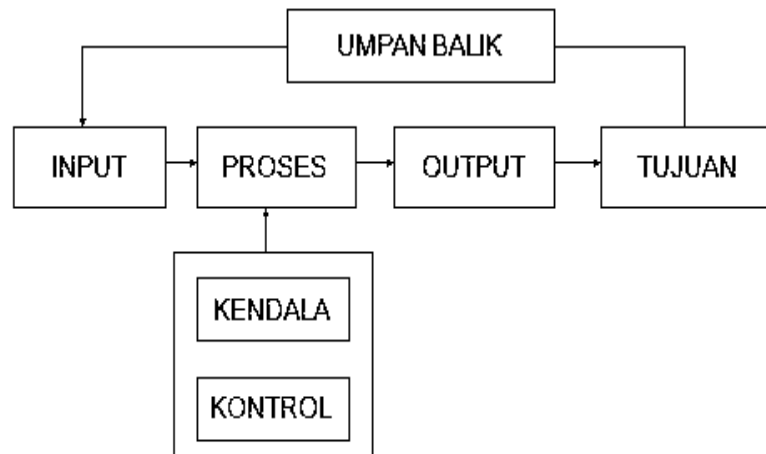 UMPAN BALIK
INPUT
PROSES
OUTPUT
TUJUAN
KENDALA
KONTROL